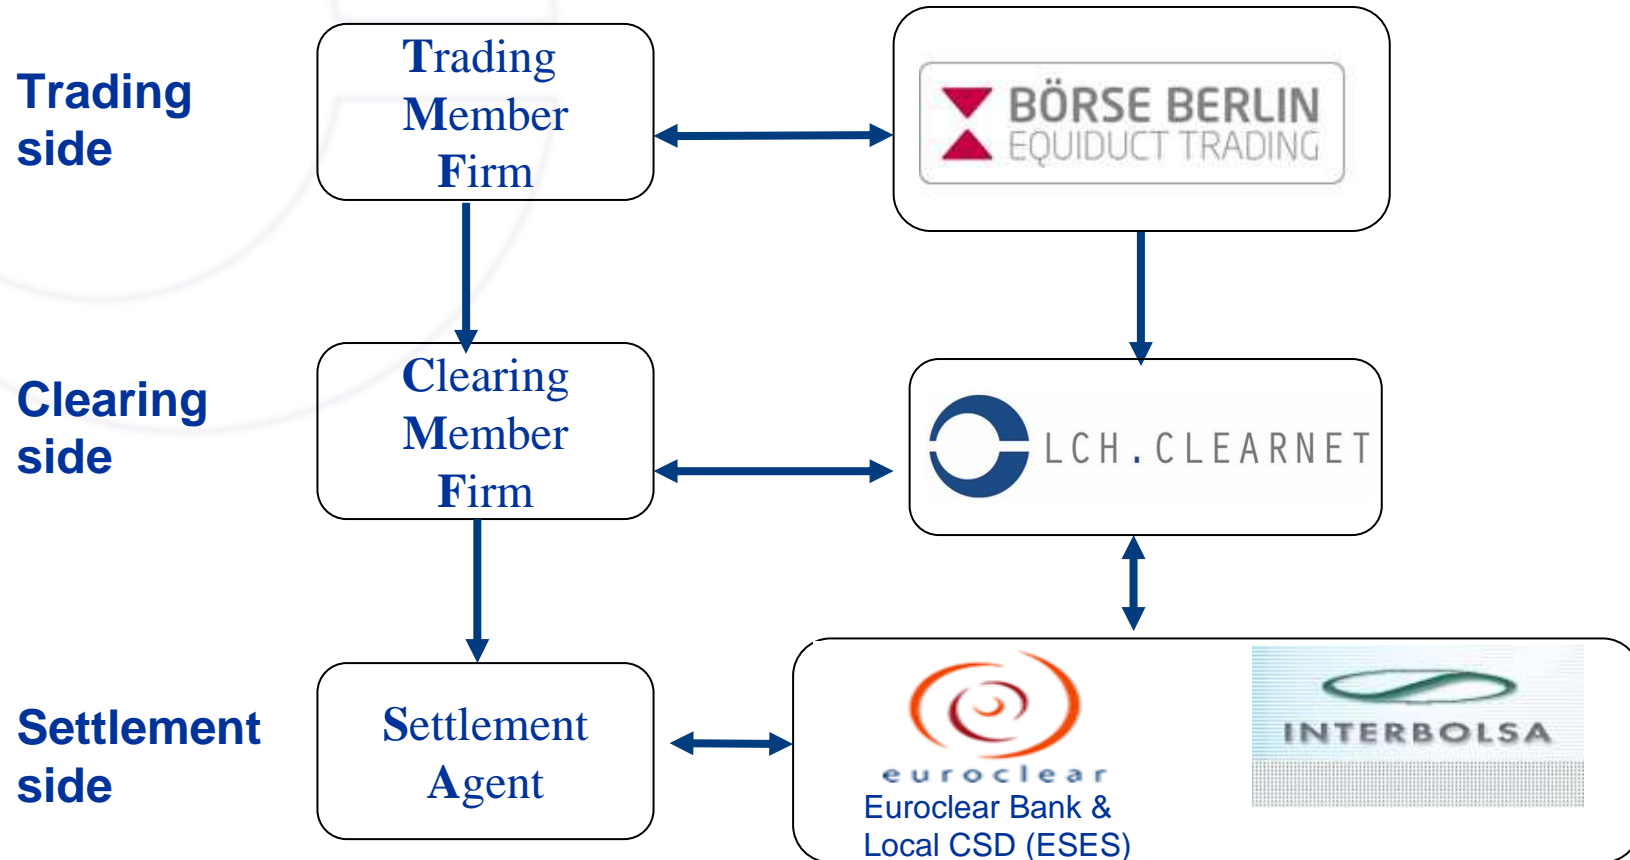 Trading
side
Trading
Member
Firm
BÖRSE BERLIN
EQUIDUCT TRADING
Clearing
side
Clearing
Member
Firm
LCH.CLEARNET
Settlement
side
Settlement
Agent
euroclear
Euroclear Bank &
Local CSD (ESES)
INTERBOLSA